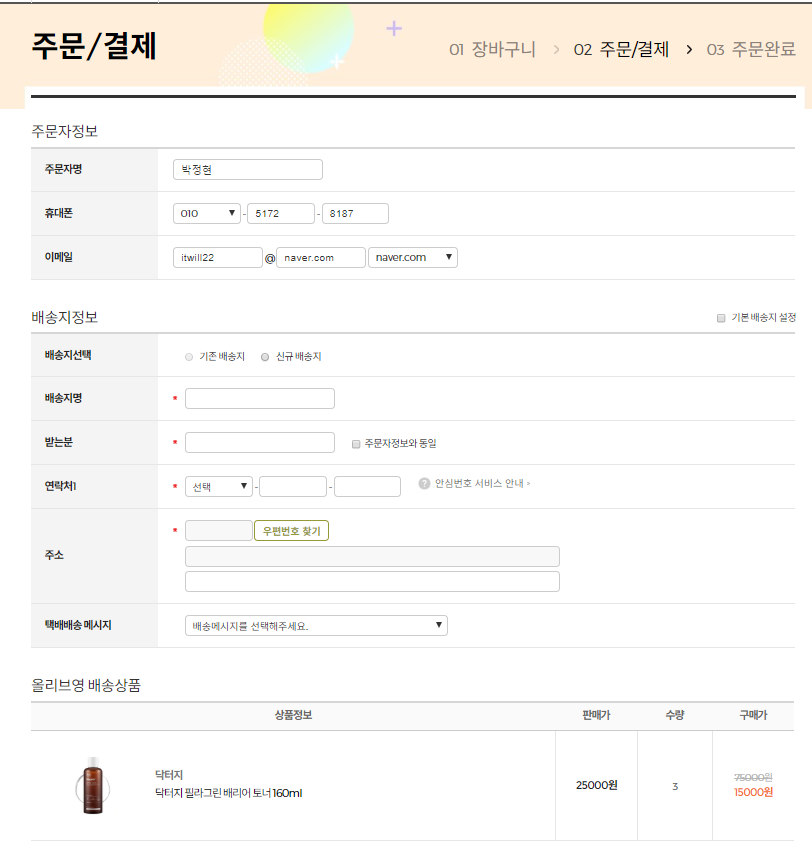 주문/결제
01 장바구니 > 02 주문/결제 > 03 주문완료
주문자정보
주문자명 박정현
휴대폰 010 - 5172 - 8187
이메일 itwill22 @ naver.com naver.com
배송지정보 기본 배송지 설정
배송지선택 기존 배송지 신규 배송지
배송지명 *
받는분 * 주문자정보와 동일
연락처1 * 선택 - - ? 안심번호 서비스 안내 >
주소 * 우편번호 찾기
택배배송 메시지 배송메시지를 선택해주세요.
올리브영 배송상품
상품정보 판매가 수량 구매가
닥터지
닥터지 필라그린 배리어 토너 160ml
25000원 3 75000원
15000원